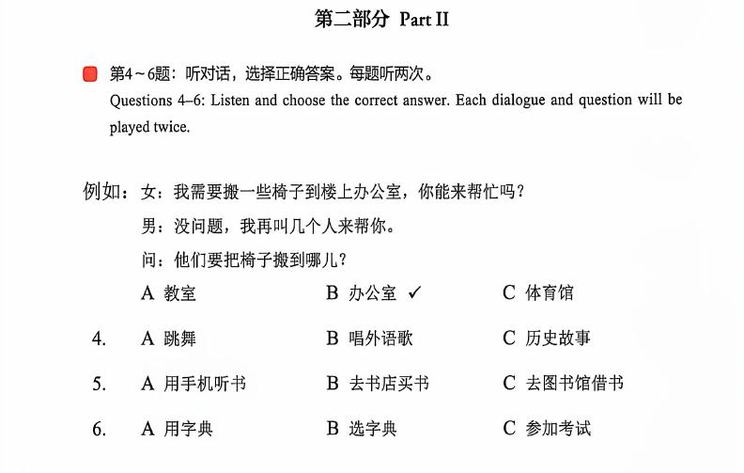 第二部分 Part II
第4～6题：听对话，选择正确答案。每题听两次。
Questions 4–6: Listen and choose the correct answer. Each dialogue and question will be
played twice.
例如：女：我需要搬一些椅子到楼上办公室，你能来帮忙吗？
男：没问题，我再叫几个人来帮你。
问：他们要把椅子搬到哪儿？
A 教室 B 办公室 ✓ C 体育馆
4. A 跳舞 B 唱外语歌 C 历史故事
5. A 用手机听书 B 去书店买书 C 去图书馆借书
6. A 用字典 B 选字典 C 参加考试